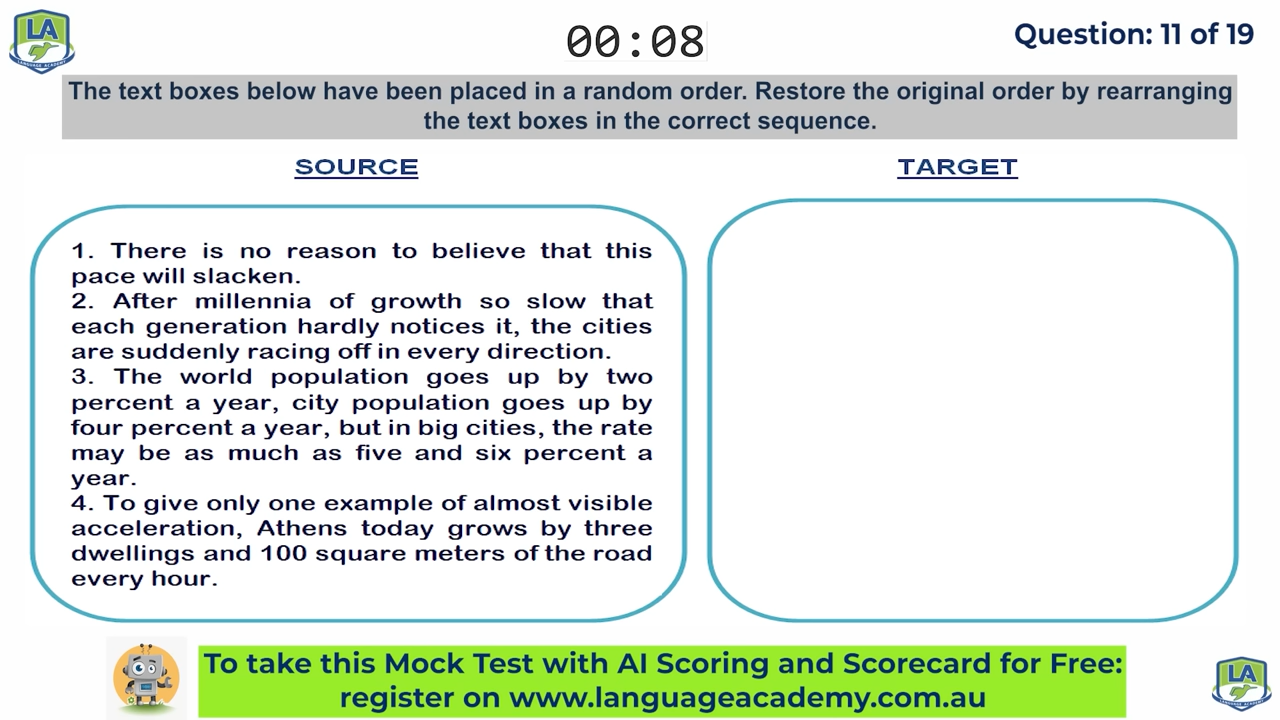 LA
LANGUAGE ACADEMY
00:08
Question: 11 of 19
The text boxes below have been placed in a random order. Restore the original order by rearranging
the text boxes in the correct sequence.
SOURCE
TARGET
1. There is no reason to believe that this
pace will slacken.
2. After millennia of growth so slow that
each generation hardly notices it, the cities
are suddenly racing off in every direction.
3. The world population goes up by two
percent a year, city population goes up by
four percent a year, but in big cities, the rate
may be as much as five and six percent a
year.
4. To give only one example of almost visible
acceleration, Athens today grows by three
dwellings and 100 square meters of the road
every hour.
To take this Mock Test with AI Scoring and Scorecard for Free:
register on www.languageacademy.com.au
LA
LANGUAGE ACADEMY